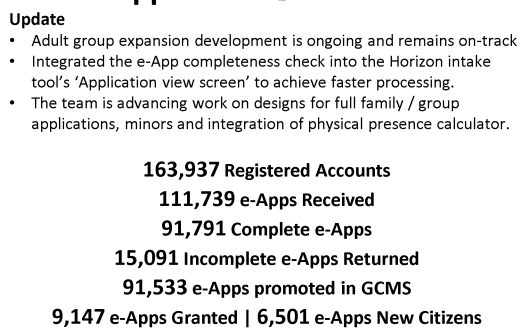 Update
• Adult group expansion development is ongoing and remains on-track
• Integrated the e-App completeness check into the Horizon intake
tool's 'Application view screen' to achieve faster processing.
• The team is advancing work on designs for full family / group
applications, minors and integration of physical presence calculator.
163,937 Registered Accounts
111,739 e-Apps Received
91,791 Complete e-Apps
15,091 Incomplete e-Apps Returned
91,533 e-Apps promoted in GCMS
9,147 e-Apps Granted | 6,501 e-Apps New Citizens